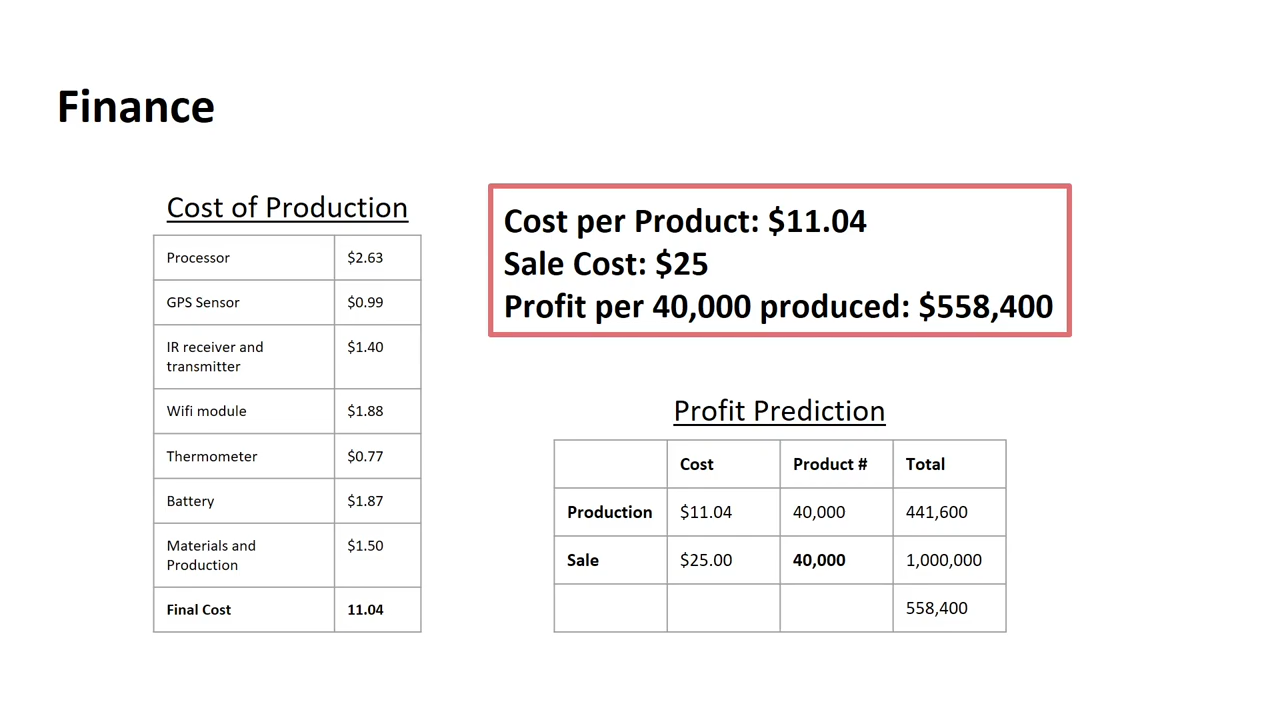 Finance
Cost of Production
Processor $2.63
GPS Sensor $0.99
IR receiver and $1.40
transmitter
Wifi module $1.88
Thermometer $0.77
Battery $1.87
Materials and $1.50
Production
Final Cost 11.04
Cost per Product: $11.04
Sale Cost: $25
Profit per 40,000 produced: $558,400
Profit Prediction
Cost Product # Total
Production $11.04 40,000 441,600
Sale $25.00 40,000 1,000,000
558,400